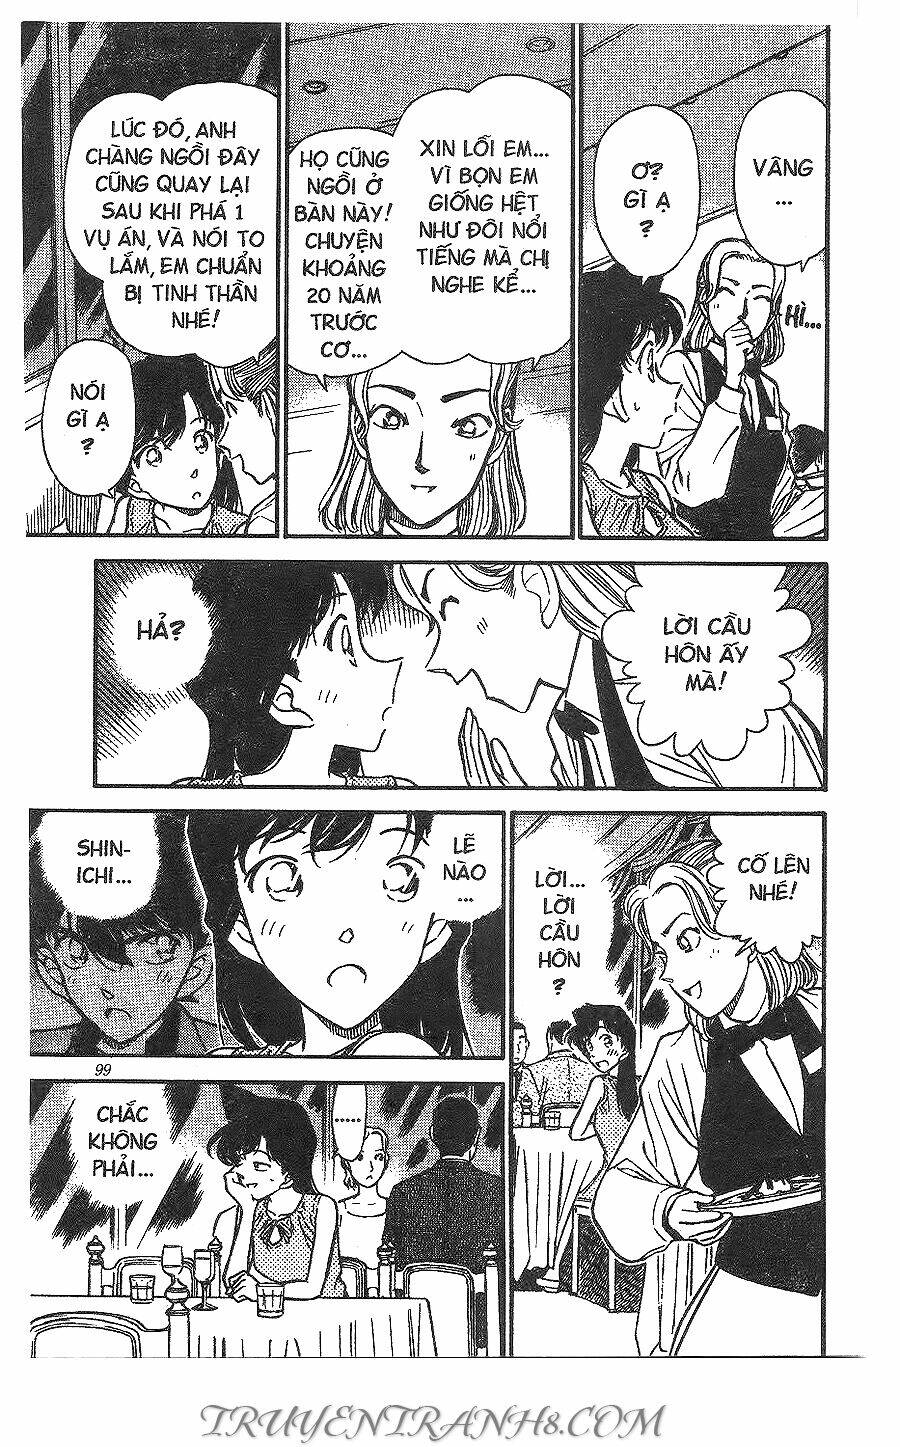 VÂNG
...
Ơ?
GÌ Ạ
?
HÌ...
XIN LỖI EM...
VÌ BỌN EM
GIỐNG HỆT
NHƯ ĐÔI NỔI
TIẾNG MÀ CHỊ
NGHE KỂ...
HỌ CŨNG
NGỒI Ở
BÀN NÀY!
CHUYỆN
KHOẢNG
20 NĂM
TRƯỚC
CƠ...
LÚC ĐÓ, ANH
CHÀNG NGỒI ĐÂY
CŨNG QUAY LẠI
SAU KHI PHÁ 1
VỤ ÁN, VÀ NÓI TO
LẮM, EM CHUẨN
BỊ TINH THẦN
NHÉ!
NÓI
GÌ Ạ
?
LỜI CẦU
HÔN ẤY
MÀ!
HẢ?
CỐ LÊN
NHÉ!
LỜI...
LỜI
CẦU
HÔN
?
LẼ
NÀO
...
SHIN-
ICHI...
99
......
CHẮC
KHÔNG
PHẢI...
TRUYENTRANH8.COM